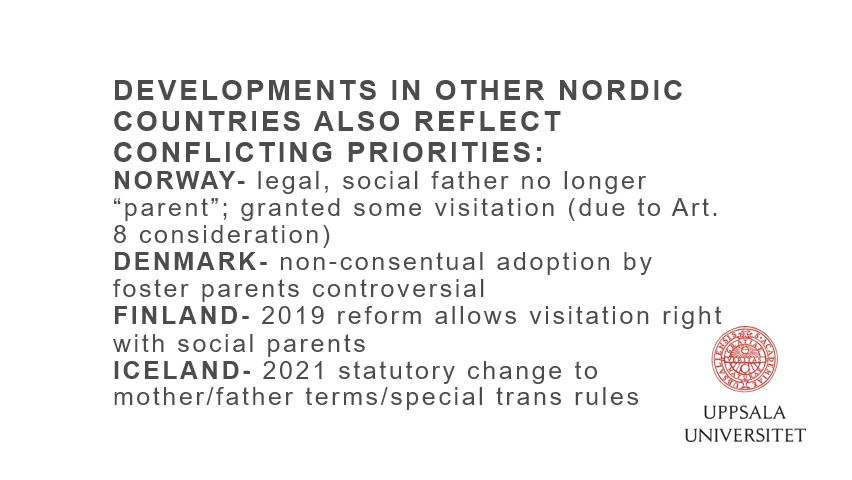 DEVELOPMENTS IN OTHER NORDIC
COUNTRIES ALSO REFLECT
CONFLICTING PRIORITIES:
NORWAY- legal, social father no longer
“parent”; granted some visitation (due to Art.
8 consideration)
DENMARK- non-consentual adoption by
foster parents controversial
FINLAND- 2019 reform allows visitation right
with social parents
ICELAND- 2021 statutory change to
mother/father terms/special trans rules
UPPSALA
UNIVERSITET